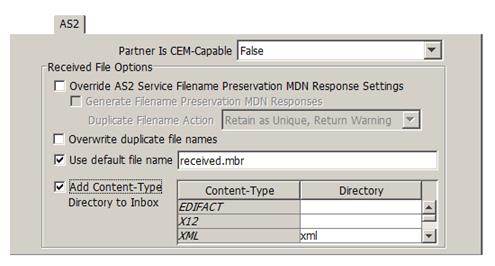 AS2
Partner Is CEM-Capable False
Received File Options
Override AS2 Service Filename Preservation MDN Response Settings
Generate Filename Preservation MDN Responses
Duplicate Filename Action Retain as Unique, Return Warning
Overwrite duplicate file names
Use default file name received.mbr
Add Content-Type
Directory to Inbox
Content-Type Directory
EDIFACT
X12
XML xml